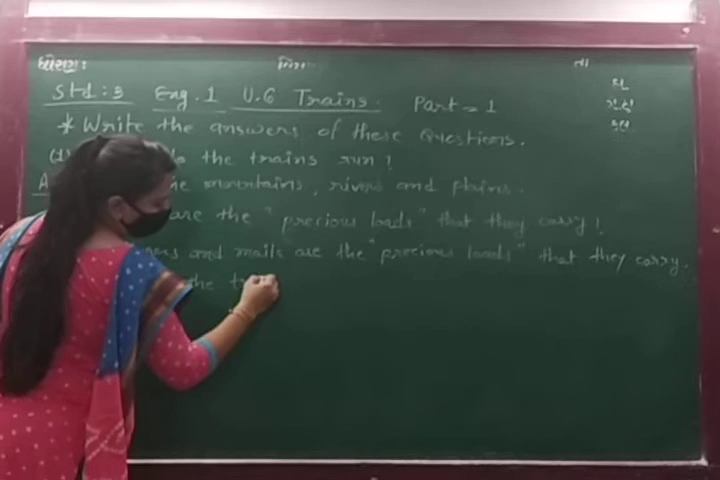 ધોરણ: વિષય તા
Std: 3 Eng. 1 U.6 Trains. Part = 1
* Write the answers of these Questions.
(1) the trains run?
A mountains, rivers and plains.
are the "precious loads" that they carry?
and mails are the "precious loads" that they carry.
the